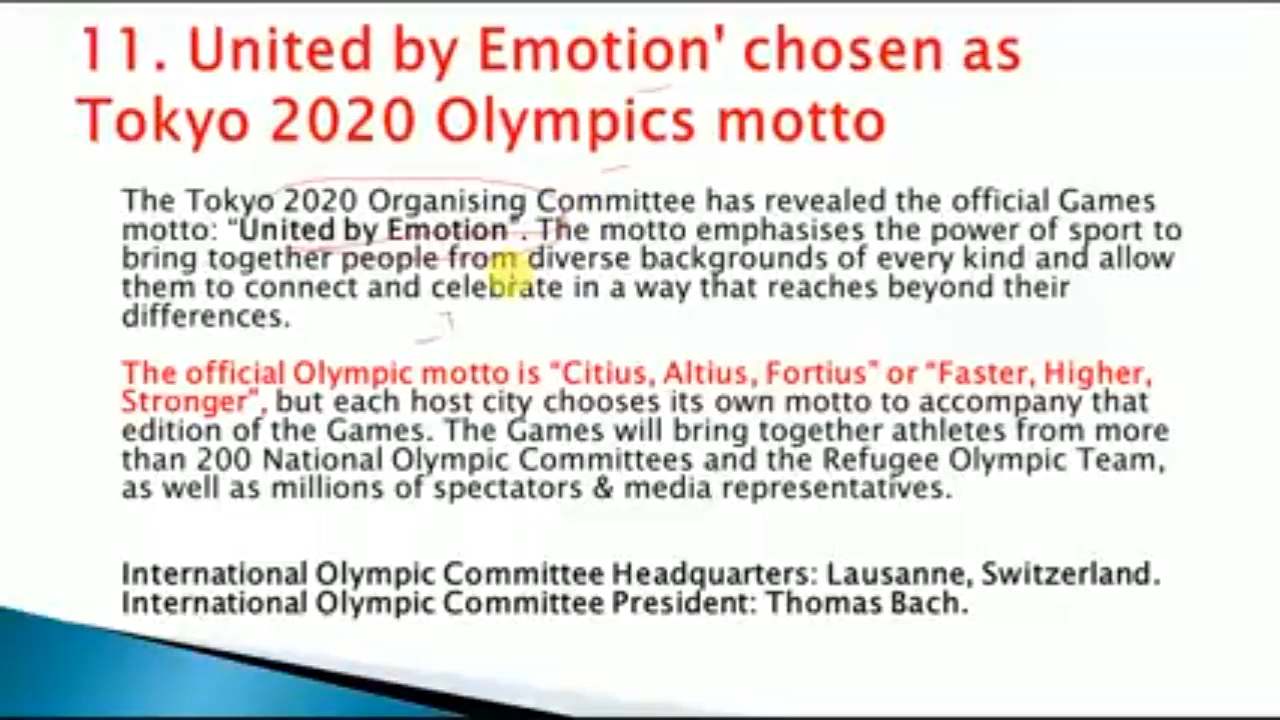 11. United by Emotion' chosen as
Tokyo 2020 Olympics motto
The Tokyo 2020 Organising Committee has revealed the official Games
motto: “United by Emotion”. The motto emphasises the power of sport to
bring together people from diverse backgrounds of every kind and allow
them to connect and celebrate in a way that reaches beyond their
differences.
The official Olympic motto is “Citius, Altius, Fortius” or “Faster, Higher,
Stronger”, but each host city chooses its own motto to accompany that
edition of the Games. The Games will bring together athletes from more
than 200 National Olympic Committees and the Refugee Olympic Team,
as well as millions of spectators & media representatives.
International Olympic Committee Headquarters: Lausanne, Switzerland.
International Olympic Committee President: Thomas Bach.